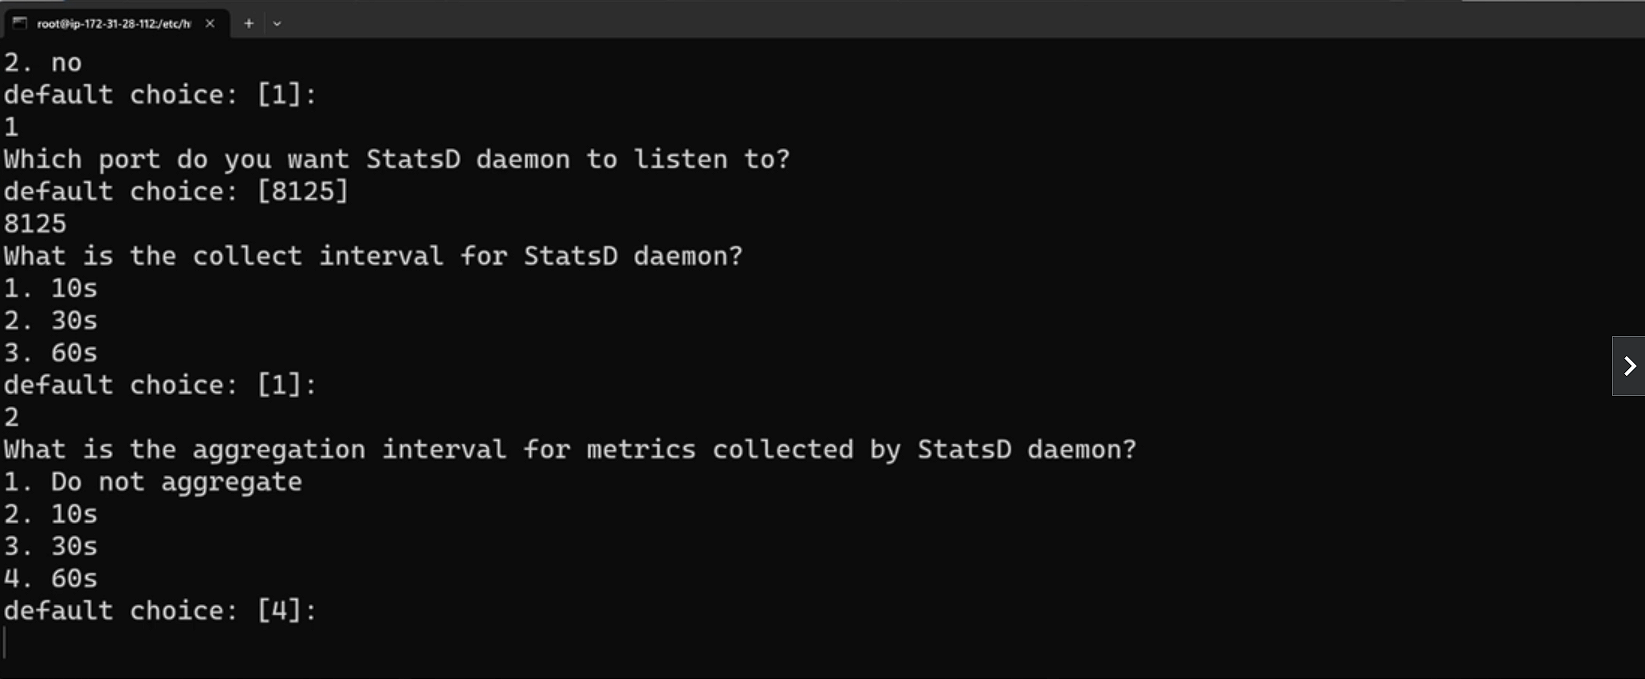 root@ip-172-31-28-112:/etc/h
2. no
default choice: [1]:
1
Which port do you want StatsD daemon to listen to?
default choice: [8125]
8125
What is the collect interval for StatsD daemon?
1. 10s
2. 30s
3. 60s
default choice: [1]:
2
What is the aggregation interval for metrics collected by StatsD daemon?
1. Do not aggregate
2. 10s
3. 30s
4. 60s
default choice: [4]: